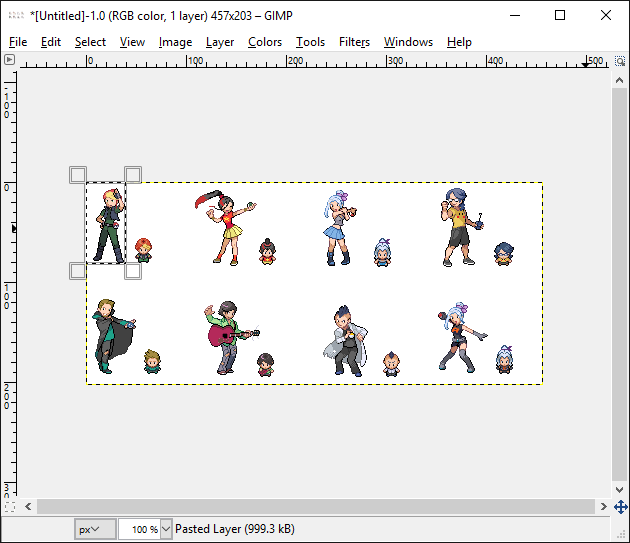 *[Untitled]-1.0 (RGB color, 1 layer) 457x203 – GIMP
File Edit Select View Image Layer Colors Tools Filters Windows Help
0 100 200 300 400 500
-100
0
100
200
30
px 100 % Pasted Layer (999.3 kB)